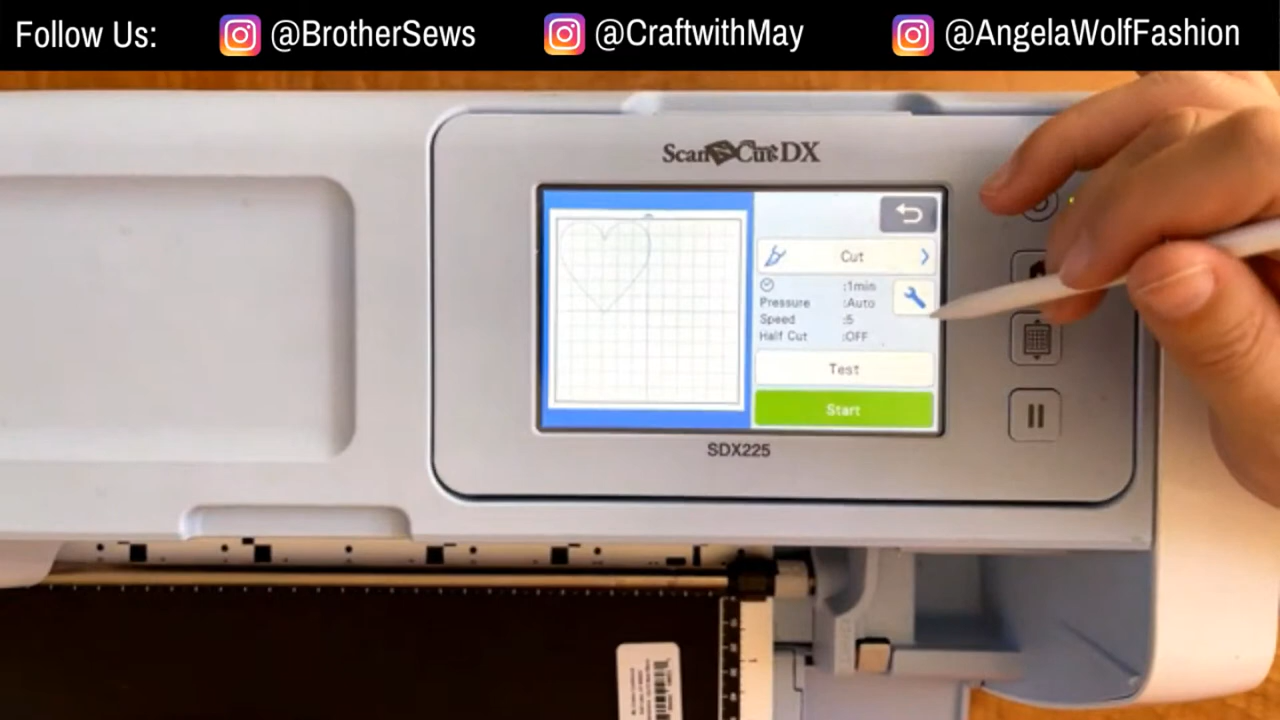 Follow Us: @BrotherSews @CraftwithMay @AngelaWolfFashion
ScanNCut DX
Cut
:1min
Pressure :Auto
Speed :5
Half Cut :OFF
Test
Start
SDX225